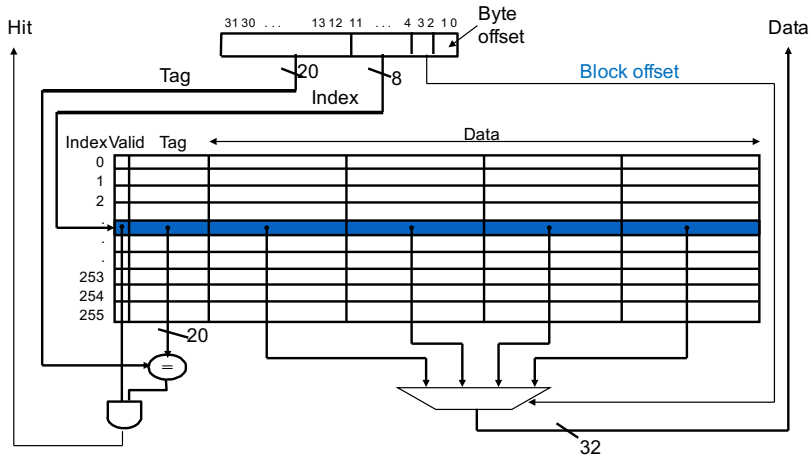 Hit
31 30 . . . 13 12 11 ... 4 3 2 1 0
Byte
offset
Data
Tag
20
8
Block offset
Index
Index Valid Tag Data
0
1
2
.
.
.
253
254
255
20
=
32